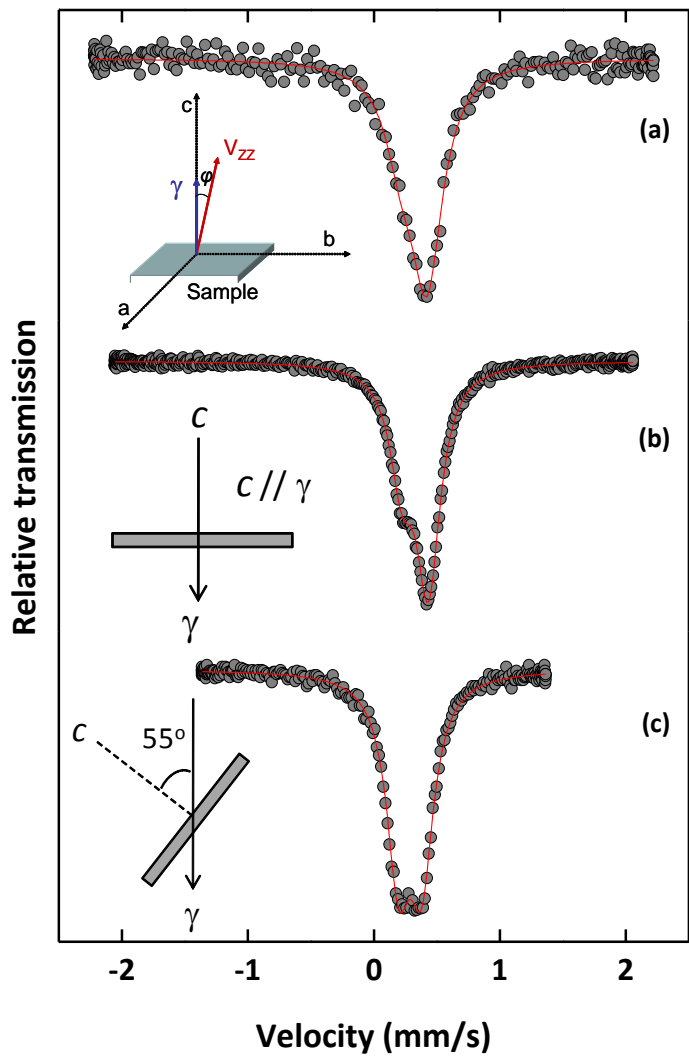 (a)
c
V_ZZ
γ
φ
b
Sample
a
Relative transmission
(b)
c
c // γ
γ
(c)
c
55°
γ
-2 -1 0 1 2
Velocity (mm/s)